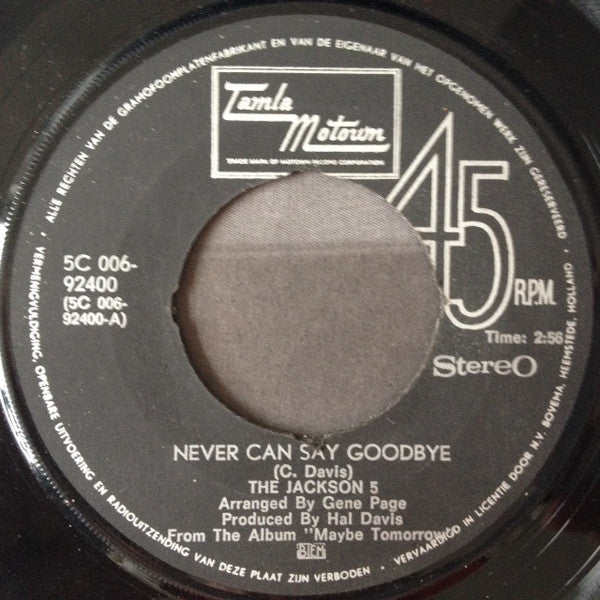 ALLE RECHTEN VAN DE GRAMOFOONPLATENFABRIKANT EN VAN DE EIGENAAR VAN HET OPGENOMEN WERK ZIJN GERESERVEERD
Tamla
Motown
TRADE MARK OF MOTOWN RECORD CORPORATION
45
R.P.M.
5C 006-
92400
(5C 006-
92400-A)
Time: 2:56
Stereo
NEVER CAN SAY GOODBYE
(C. Davis)
THE JACKSON 5
Arranged By Gene Page
Produced By Hal Davis
From The Album "Maybe Tomorrow
BIEM
VERMENIGVULDIGING, OPENBARE UITVOERING EN RADIOUITZENDING VAN DEZE PLAAT ZIJN VERBODEN • VERVAARDIGD IN LICENTIE DOOR N.V. BOVEMA, HEEMSTEDE, HOLLAND